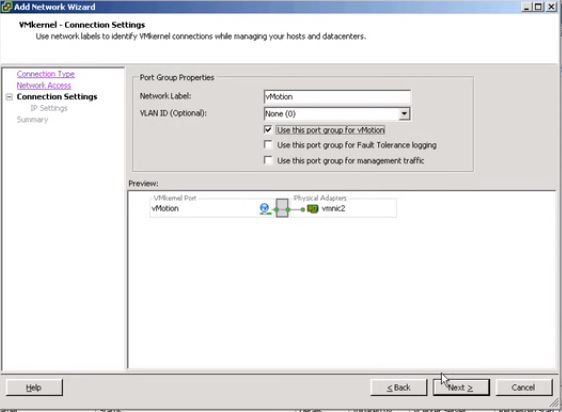 Add Network Wizard
VMkernel - Connection Settings
Use network labels to identify VMkernel connections while managing your hosts and datacenters.
Connection Type
Network Access
Connection Settings
IP Settings
Summary
Port Group Properties
Network Label:
vMotion
VLAN ID (Optional):
None (0)
Use this port group for vMotion
Use this port group for Fault Tolerance logging
Use this port group for management traffic
Preview:
VMkernel Port
Physical Adapters
vMotion
vmnic2
Help
< Back
Next >
Cancel